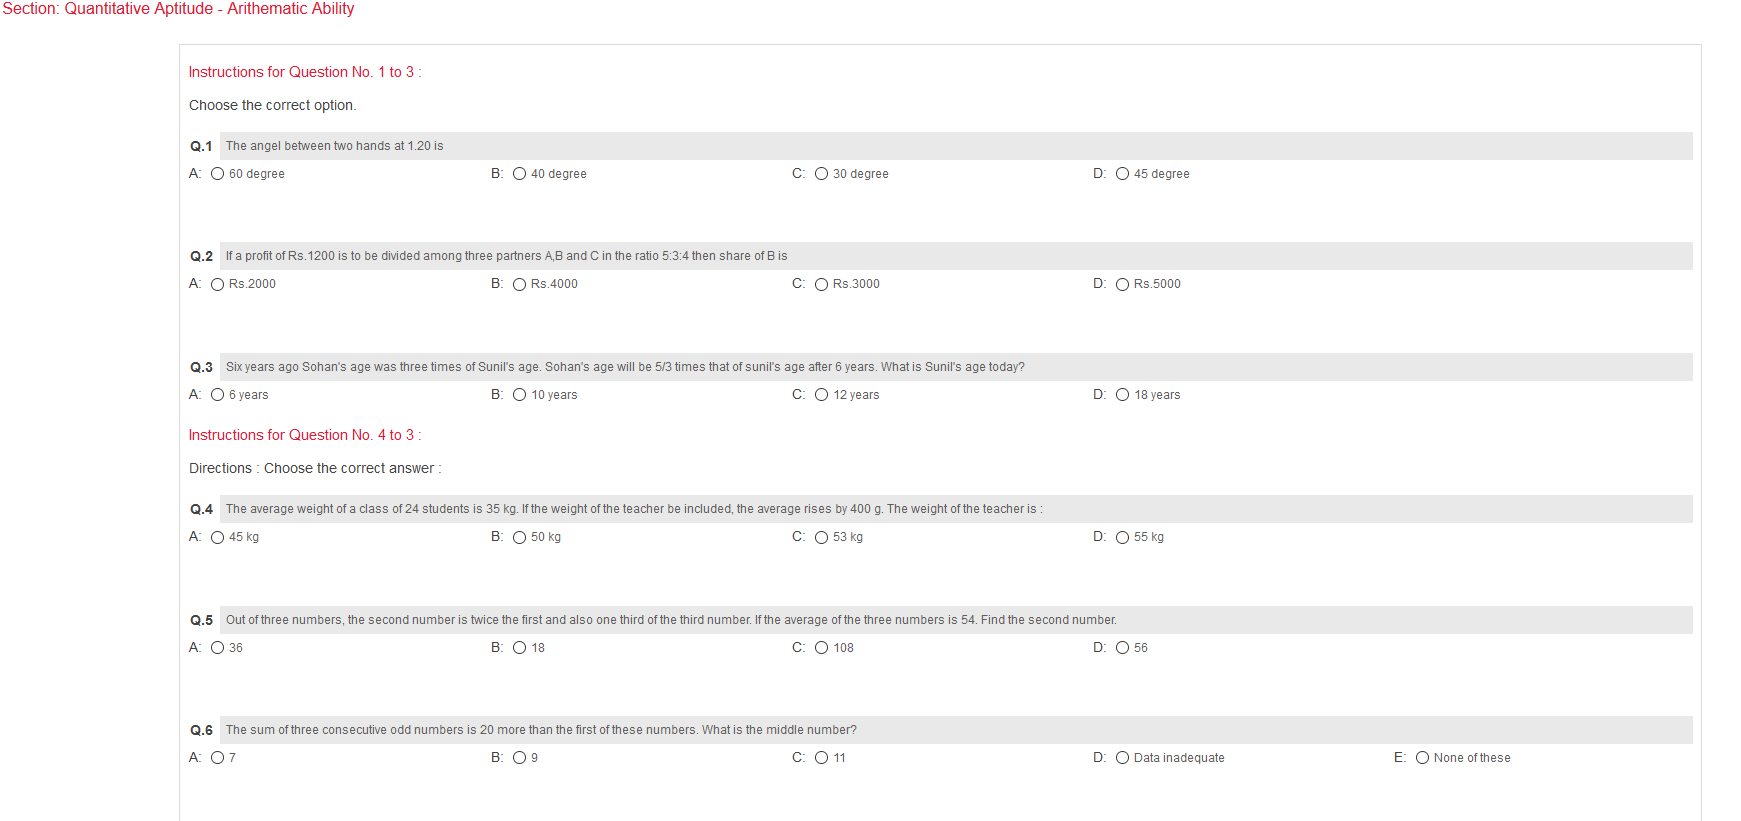 Section: Quantitative Aptitude - Arithematic Ability
Instructions for Question No. 1 to 3 :
Choose the correct option.
Q.1 The angel between two hands at 1.20 is
A: 60 degree B: 40 degree C: 30 degree D: 45 degree
Q.2 If a profit of Rs.1200 is to be divided among three partners A,B and C in the ratio 5:3:4 then share of B is
A: Rs.2000 B: Rs.4000 C: Rs.3000 D: Rs.5000
Q.3 Six years ago Sohan's age was three times of Sunil's age. Sohan's age will be 5/3 times that of sunil's age after 6 years. What is Sunil's age today?
A: 6 years B: 10 years C: 12 years D: 18 years
Instructions for Question No. 4 to 3 :
Directions : Choose the correct answer :
Q.4 The average weight of a class of 24 students is 35 kg. If the weight of the teacher be included, the average rises by 400 g. The weight of the teacher is :
A: 45 kg B: 50 kg C: 53 kg D: 55 kg
Q.5 Out of three numbers, the second number is twice the first and also one third of the third number. If the average of the three numbers is 54. Find the second number.
A: 36 B: 18 C: 108 D: 56
Q.6 The sum of three consecutive odd numbers is 20 more than the first of these numbers. What is the middle number?
A: 7 B: 9 C: 11 D: Data inadequate E: None of these